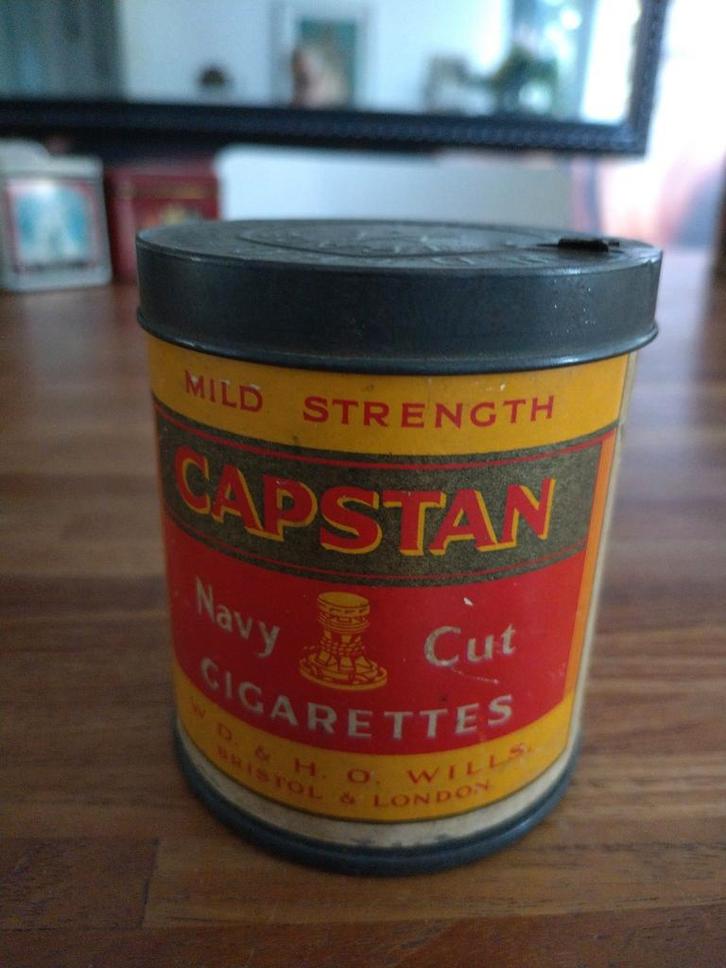 MILD STRENGTH
CAPSTAN
Navy Cut
CIGARETTES
W. D. & H. O. WILLS.
BRISTOL & LONDON